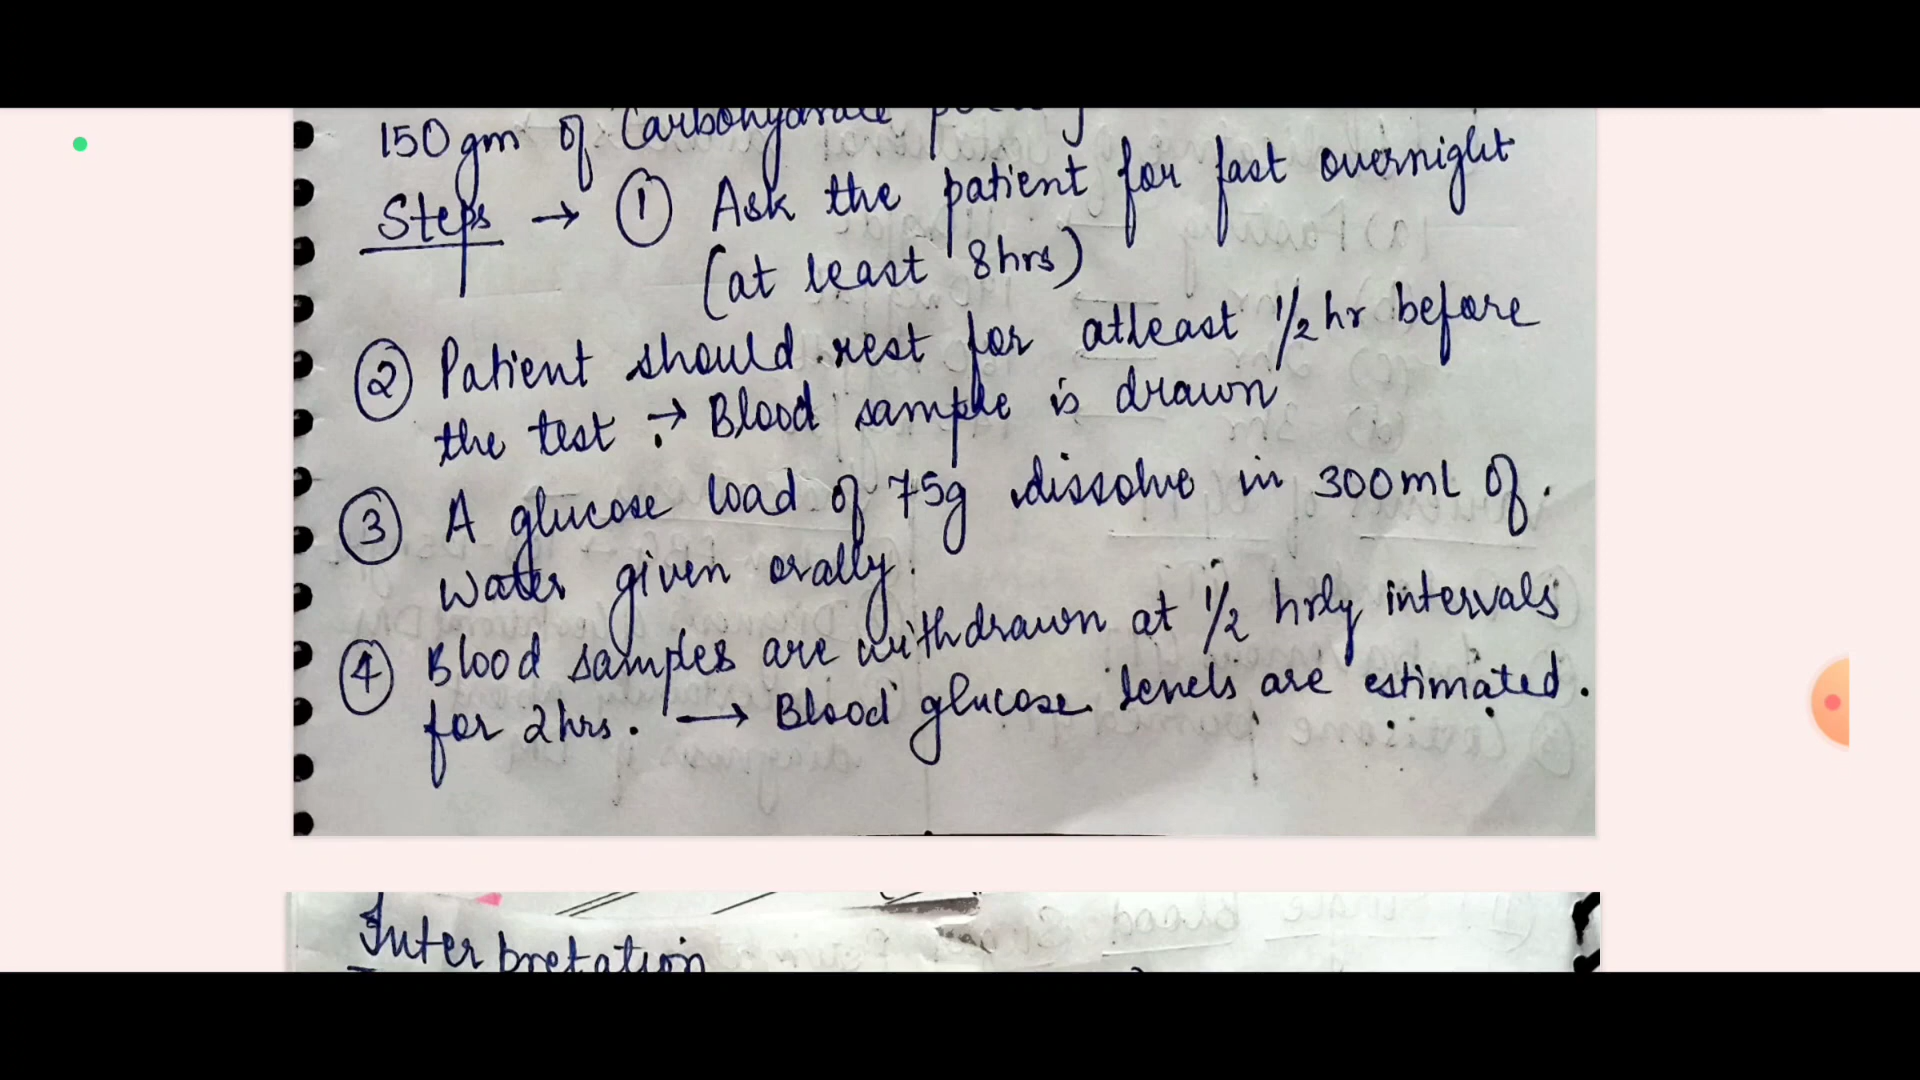 150gm of Carbohydrate
Steps → ① Ask the patient for fast overnight
(at least 8hrs)
② Patient should rest for atleast 1/2 hr before
the test → Blood sample is drawn
③ A glucose load of 75g dissolve in 300mL of
Water given orally.
④ Blood samples are withdrawn at 1/2 hrly intervals
for 2hrs. → Blood glucose levels are estimated.
Interpretation